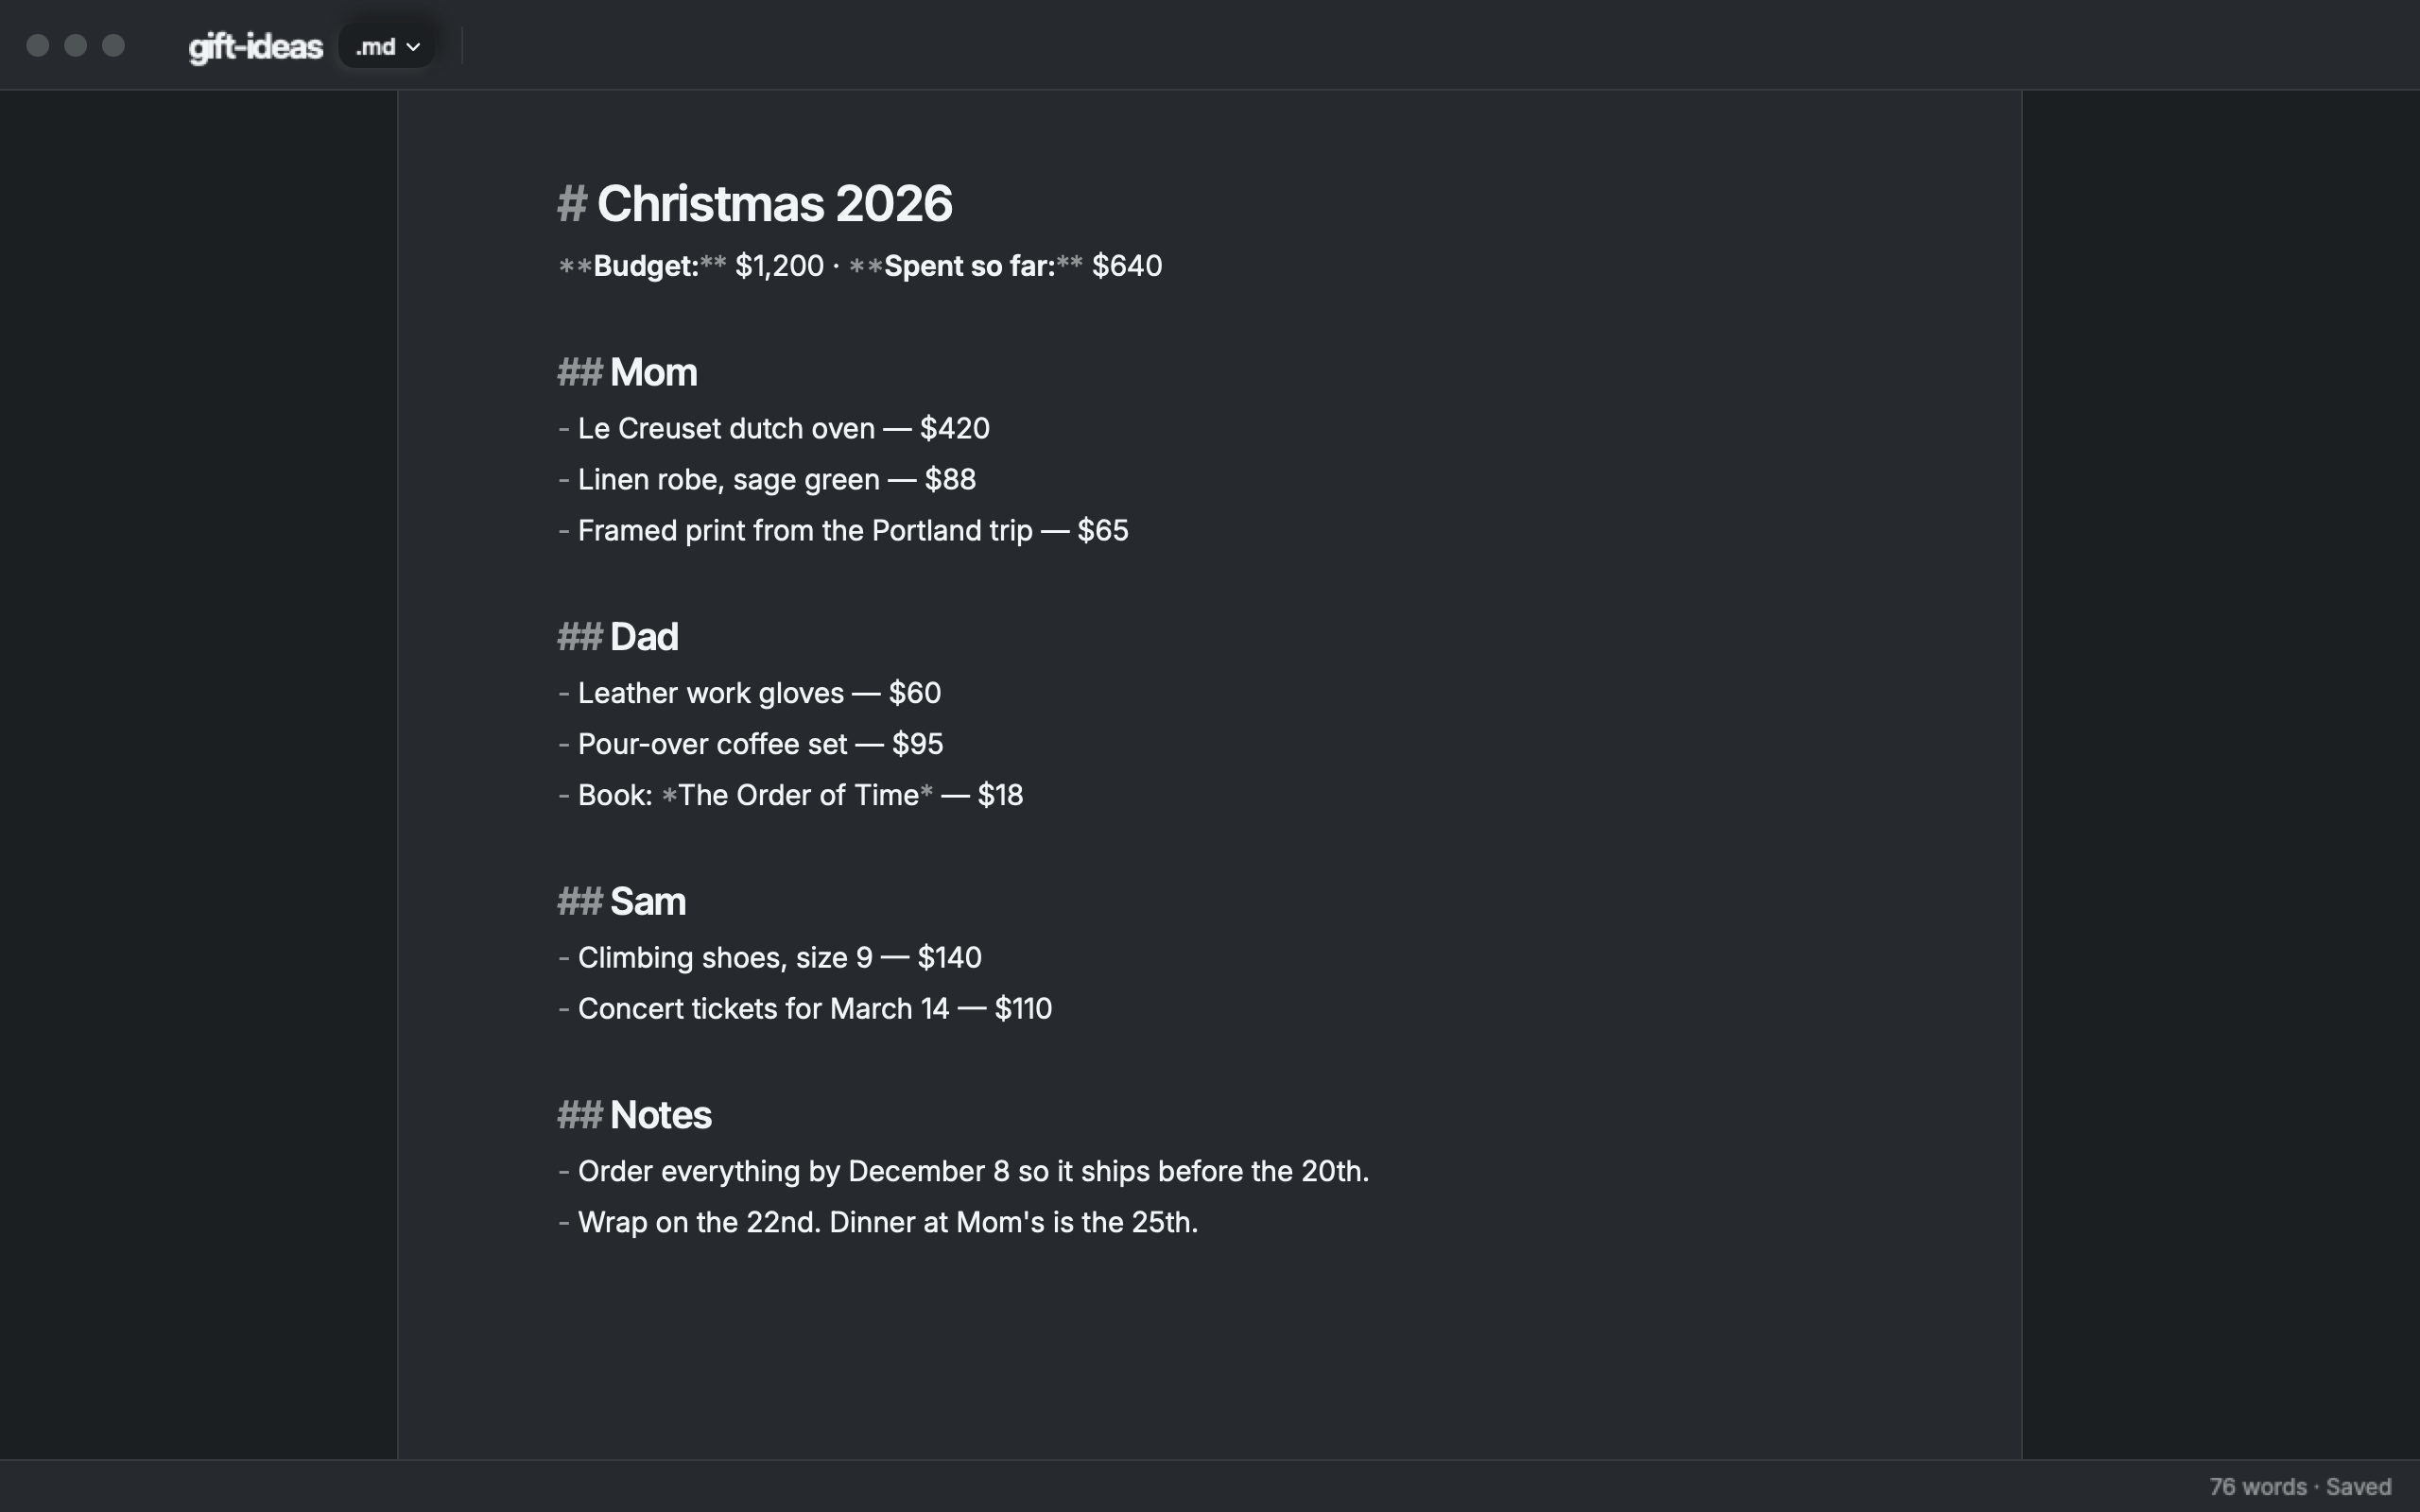 gift-ideas .md
# Christmas 2026
**Budget:** $1,200 · **Spent so far:** $640
## Mom
- Le Creuset dutch oven — $420
- Linen robe, sage green — $88
- Framed print from the Portland trip — $65
## Dad
- Leather work gloves — $60
- Pour-over coffee set — $95
- Book: *The Order of Time* — $18
## Sam
- Climbing shoes, size 9 — $140
- Concert tickets for March 14 — $110
## Notes
- Order everything by December 8 so it ships before the 20th.
- Wrap on the 22nd. Dinner at Mom's is the 25th.
76 words · Saved